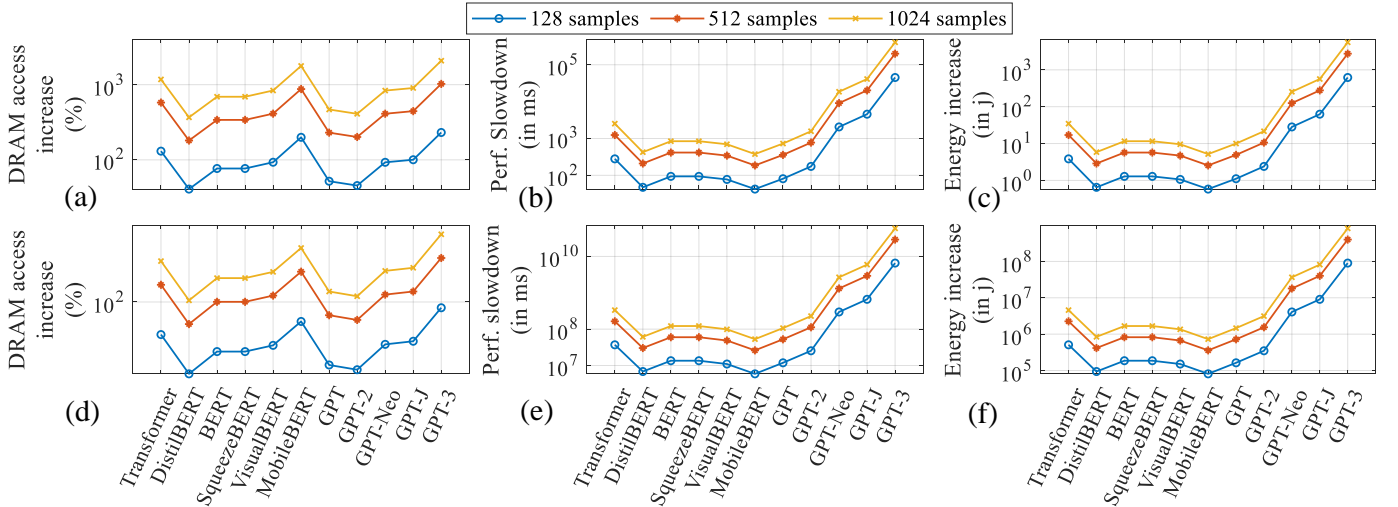 128 samples 512 samples 1024 samples
DRAM access
increase
(%)
10^3
10^2
(a)
Perf. Slowdown
(in ms)
10^5
10^3
10^2
(b)
Energy increase
(in j)
10^3
10^2
10^1
10^0
(c)
DRAM access
increase
(%)
10^2
(d)
Perf. slowdown
(in ms)
10^10
10^8
10^7
(e)
Energy increase
(in j)
10^8
10^7
10^6
10^5
(f)
Transformer
DistilBERT
BERT
SqueezeBERT
VisualBERT
MobileBERT
GPT
GPT-2
GPT-Neo
GPT-J
GPT-3
Transformer
DistilBERT
BERT
SqueezeBERT
VisualBERT
MobileBERT
GPT
GPT-2
GPT-Neo
GPT-J
GPT-3
Transformer
DistilBERT
BERT
SqueezeBERT
VisualBERT
MobileBERT
GPT
GPT-2
GPT-Neo
GPT-J
GPT-3